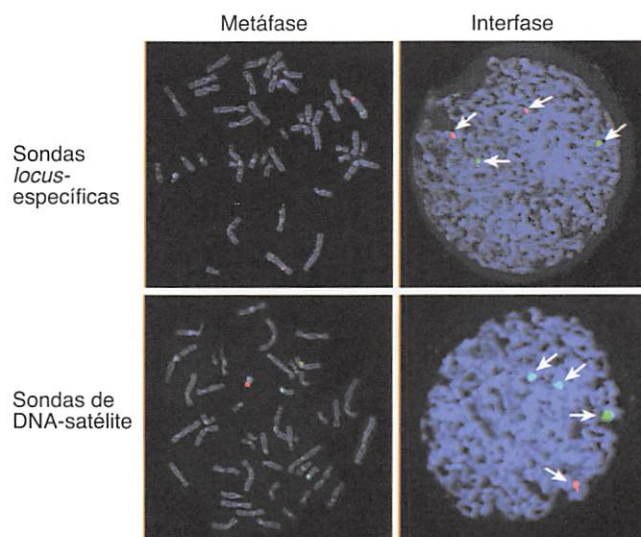 Metáfase
Interfase
Sondas
locus-
específicas
Sondas de
DNA-satélite